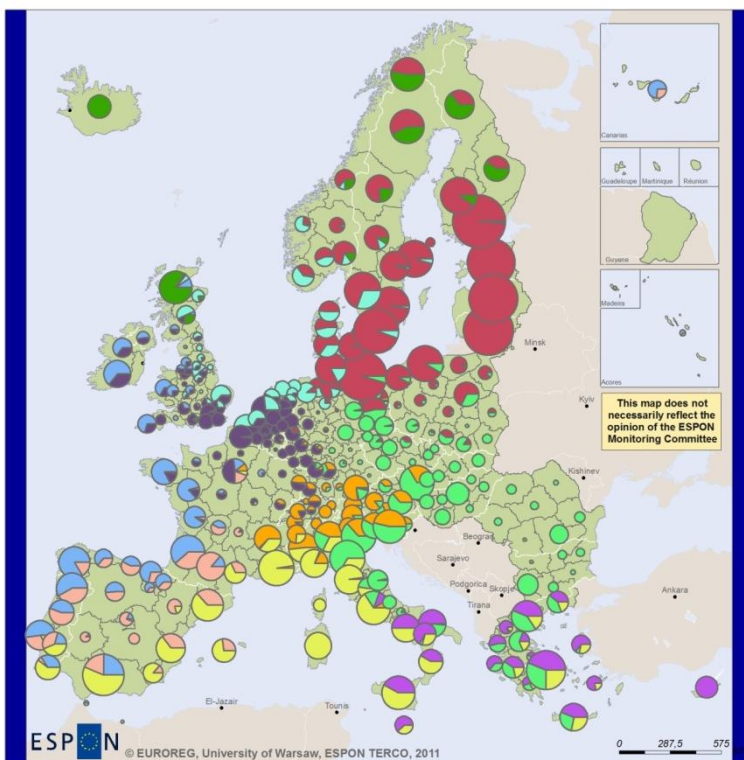 Canarias
Guadeloupe
Martinique
Réunion
Guyane
Madeira
Acores
This map does not
necessarily reflect the
opinion of the ESPON
Monitoring Committee
Minsk
Kyiv
Kishinev
Beograd
Sarajevo
Podgorica
Skopje
Tirana
Ankara
El-Jazair
Tounis
ESPON
© EUROREG, University of Warsaw, ESPON TERCO, 2011
0 287,5 575